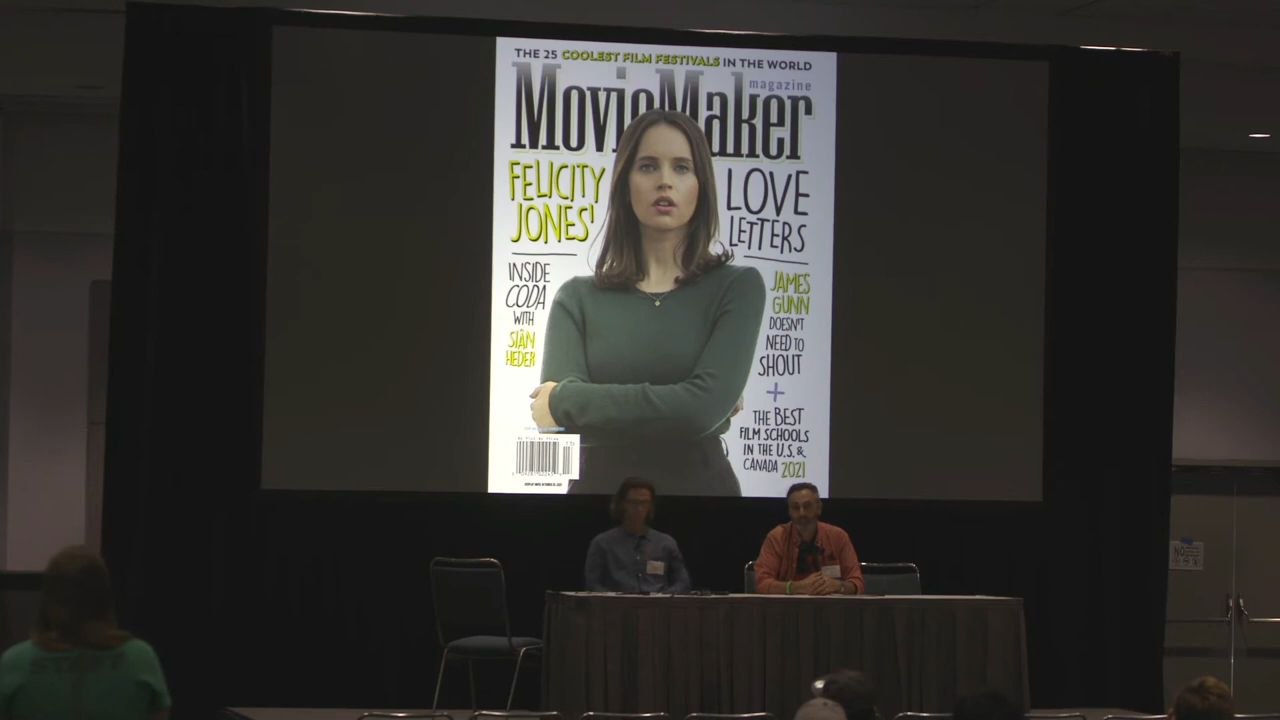 THE 25 COOLEST FILM FESTIVALS IN THE WORLD
MovieMaker
magazine
FELICITY
JONES'
LOVE
LETTERS
INSIDE
CODA
WITH
SIÂN
HEDER
JAMES
GUNN
DOESN'T
NEED TO
SHOUT
+
THE BEST
FILM SCHOOLS
IN THE U.S. &
CANADA 2021
NO